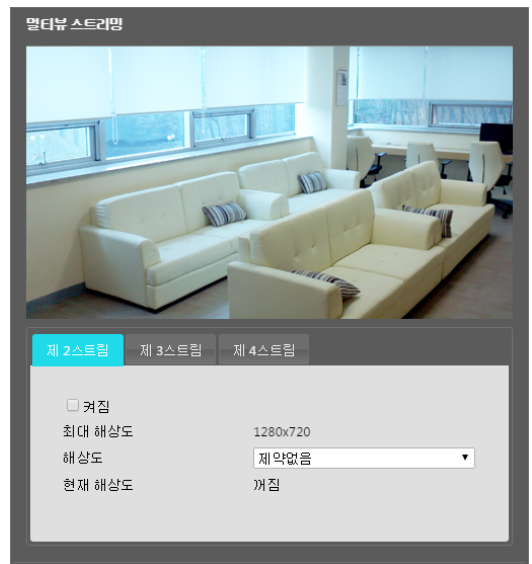 멀티뷰 스트리밍
제 2스트림 제 3스트림 제 4스트림
켜짐
최대 해상도 1280x720
해상도 제약없음
현재 해상도 꺼짐